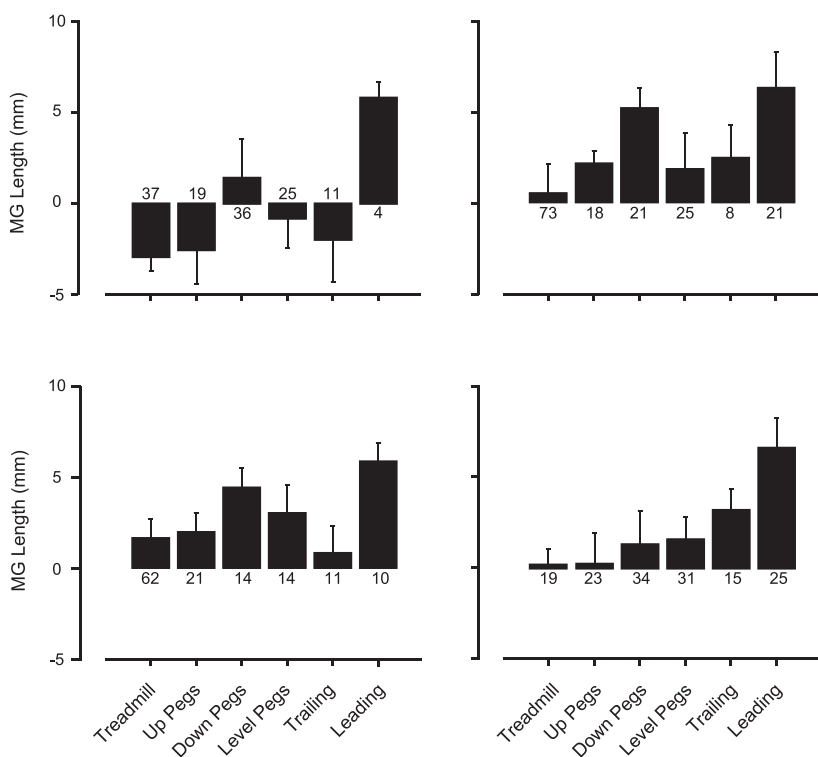 10
5
0
-5
MG Length (mm)
37 19 36 25 11 4
73 18 21 25 8 21
10
5
0
-5
MG Length (mm)
62 21 14 14 11 10
19 23 34 31 15 25
Treadmill
Up Pegs
Down Pegs
Level Pegs
Trailing
Leading
Treadmill
Up Pegs
Down Pegs
Level Pegs
Trailing
Leading